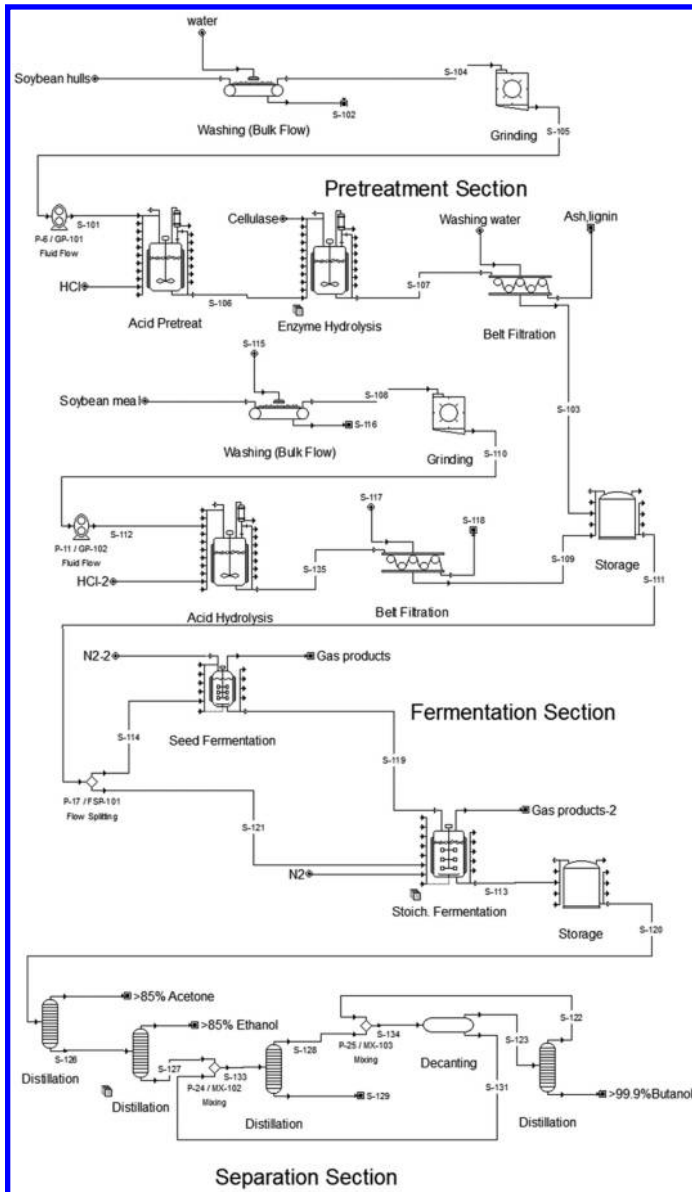 water
Soybean hulls
S-104
S-102
Washing (Bulk Flow)
Grinding
S-105
Pretreatment Section
S-101
P-6 / GP-101
Fluid Flow
Cellulase
Washing water
Ash,lignin
HCl
S-106
S-107
Acid Pretreat
Enzyme Hydrolysis
Belt Filtration
S-115
Soybean meal
S-108
S-116
S-103
Washing (Bulk Flow)
Grinding
S-110
S-112
P-11 / GP-102
Fluid Flow
S-117
S-118
HCl-2
S-135
S-109
Storage
S-111
Acid Hydrolysis
Belt Filtration
N2-2
Gas products
Fermentation Section
S-114
Seed Fermentation
S-119
P-17 / FSP-101
Flow Splitting
S-121
Gas products-2
N2
S-113
Stoich. Fermentation
Storage
S-120
>85% Acetone
>85% Ethanol
S-122
S-126
S-127
S-128
S-134
P-25 / MX-103
Mixing
S-123
Decanting
S-131
Distillation
Distillation
P-24 / MX-102
Mixing
S-133
S-129
Distillation
>99.9%Butanol
Distillation
Separation Section